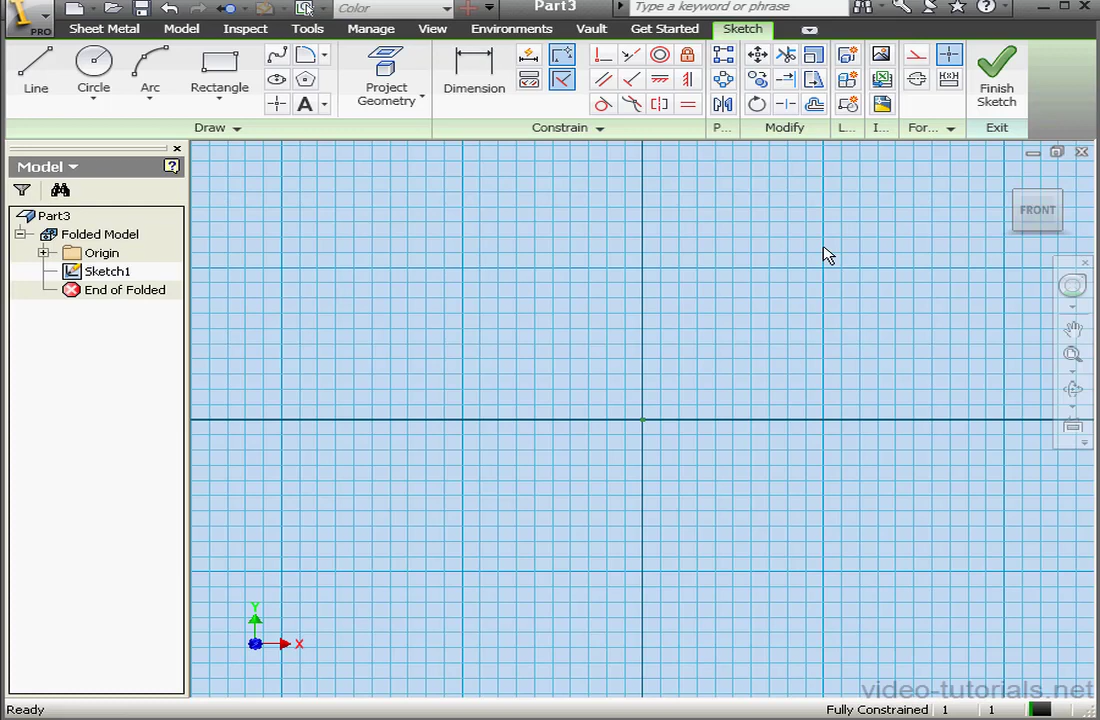 Color
Part3
Type a keyword or phrase
PRO
Sheet Metal Model Inspect Tools Manage View Environments Vault Get Started Sketch
Line
Circle
Arc
Rectangle
A
Project
Geometry
Dimension
Finish
Sketch
Draw
Constrain
P...
Modify
L...
I...
For...
Exit
Model
Part3
Folded Model
Origin
Sketch1
End of Folded
FRONT
Y
X
video-tutorials.net
Ready
Fully Constrained 1 1